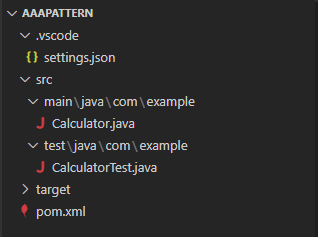 AAAPATTERN
.vscode
{} settings.json
src
main\java\com\example
J Calculator.java
test\java\com\example
J CalculatorTest.java
target
pom.xml